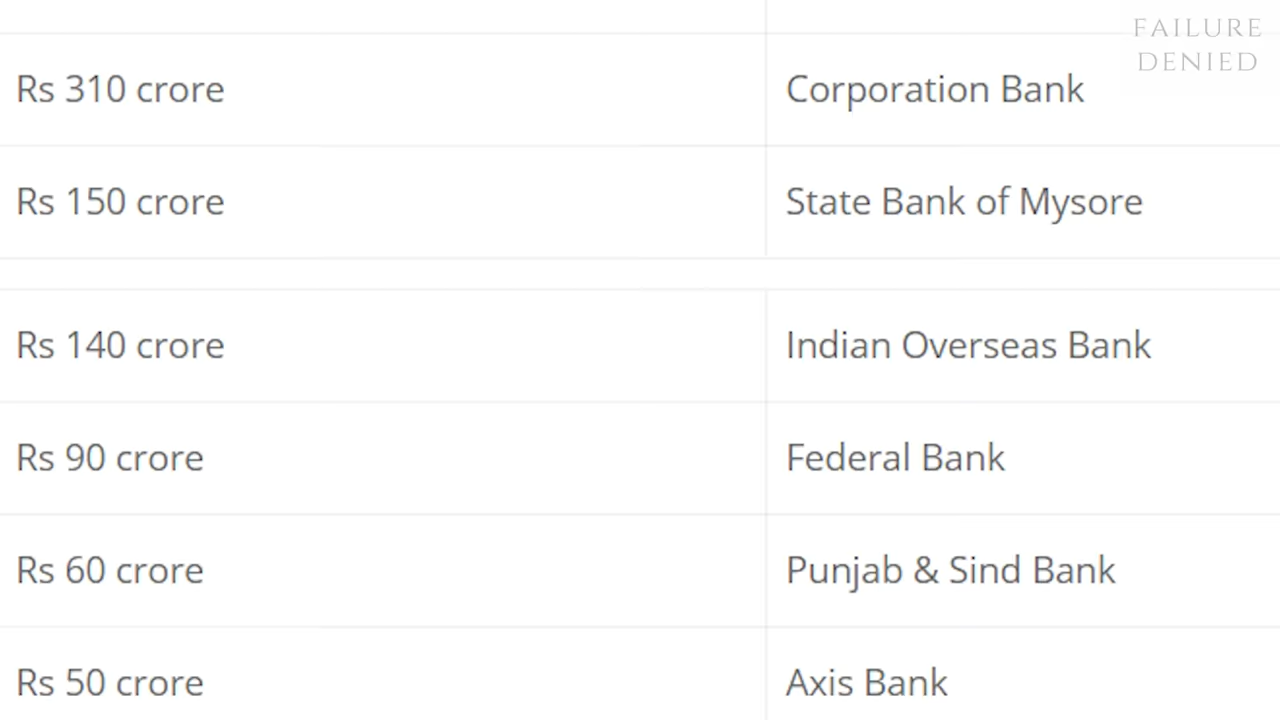 FAILURE
DENIED
Rs 310 crore Corporation Bank
Rs 150 crore State Bank of Mysore
Rs 140 crore Indian Overseas Bank
Rs 90 crore Federal Bank
Rs 60 crore Punjab & Sind Bank
Rs 50 crore Axis Bank